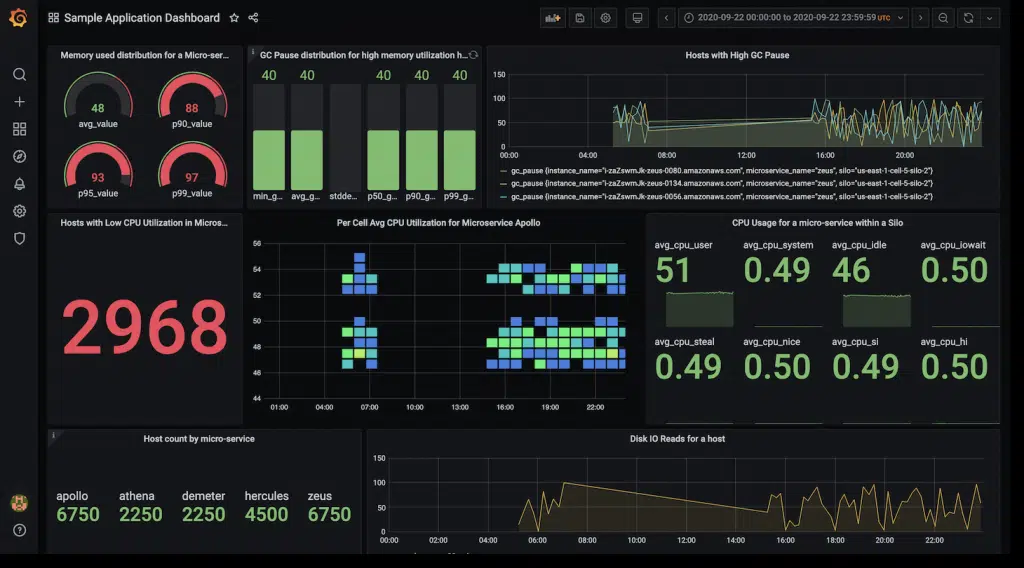 Sample Application Dashboard
2020-09-22 00:00:00 to 2020-09-22 23:59:59 UTC
Memory used distribution for a Micro-ser...
48
avg_value
88
p90_value
93
p95_value
97
p99_value
GC Pause distribution for high memory utilization h...
40 40 40 40 40
min_g... avg_g... stdde... p50_g... p90_g... p99_g...
Hosts with High GC Pause
150
100
50
0
00:00 04:00 08:00 12:00 16:00 20:00
gc_pause {instance_name="i-zaZswmJk-zeus-0080.amazonaws.com", microservice_name="zeus", silo="us-east-1-cell-5-silo-2"}
gc_pause {instance_name="i-zaZswmJk-zeus-0134.amazonaws.com", microservice_name="zeus", silo="us-east-1-cell-5-silo-2"}
gc_pause {instance_name="i-zaZswmJk-zeus-0056.amazonaws.com", microservice_name="zeus", silo="us-east-1-cell-5-silo-2"}
Hosts with Low CPU Utilization in Micros...
2968
Per Cell Avg CPU Utilization for Microservice Apollo
56
54
52
50
48
46
44
01:00 04:00 07:00 10:00 13:00 16:00 19:00 22:00
CPU Usage for a micro-service within a Silo
avg_cpu_user avg_cpu_system avg_cpu_idle avg_cpu_iowait
51 0.49 46 0.50
avg_cpu_steal avg_cpu_nice avg_cpu_si avg_cpu_hi
0.49 0.50 0.49 0.50
Host count by micro-service
apollo athena demeter hercules zeus
6750 2250 2250 4500 6750
Disk IO Reads for a host
150
100
50
0
00:00 02:00 04:00 06:00 08:00 10:00 12:00 14:00 16:00 18:00 20:00 22:00